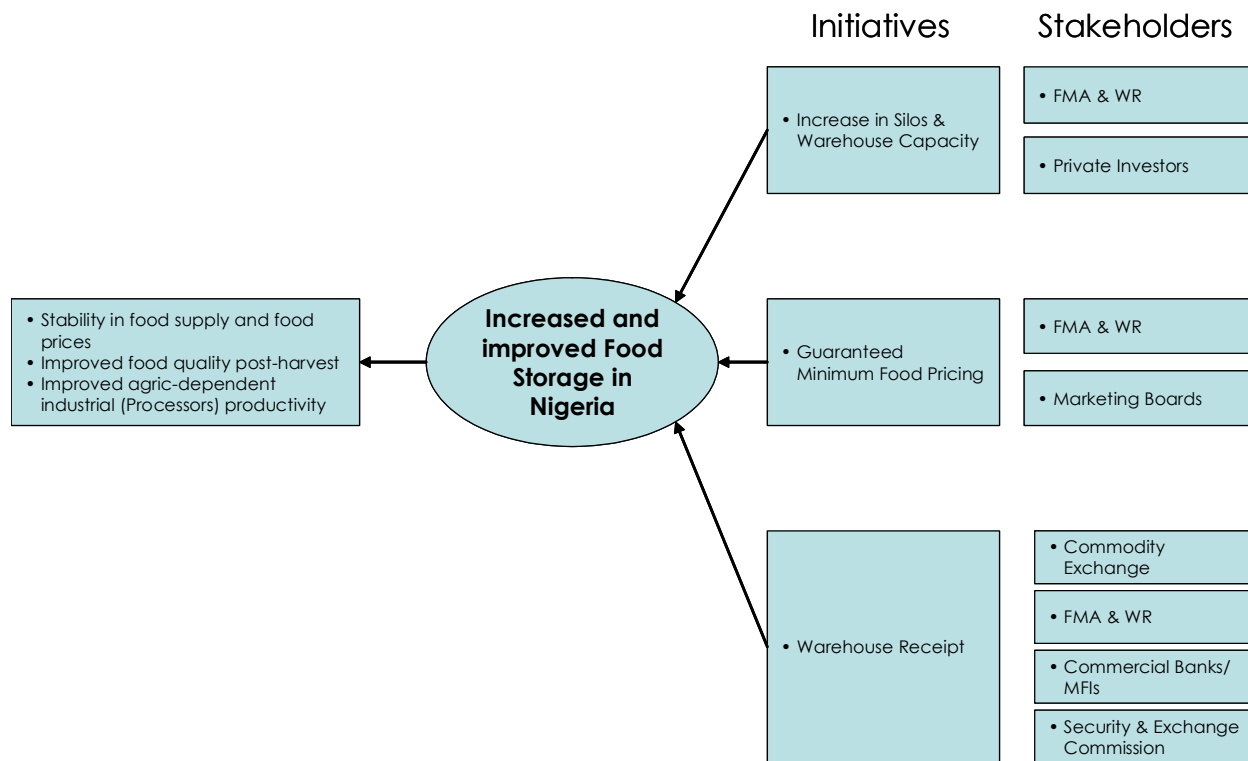 Initiatives
Stakeholders
• Increase in Silos &
Warehouse Capacity
• FMA & WR
• Private Investors
• Stability in food supply and food
prices
• Improved food quality post-harvest
• Improved agric-dependent
industrial (Processors) productivity
Increased and
improved Food
Storage in
Nigeria
• Guaranteed
Minimum Food Pricing
• FMA & WR
• Marketing Boards
• Warehouse Receipt
• Commodity
Exchange
• FMA & WR
• Commercial Banks/
MFIs
• Security & Exchange
Commission